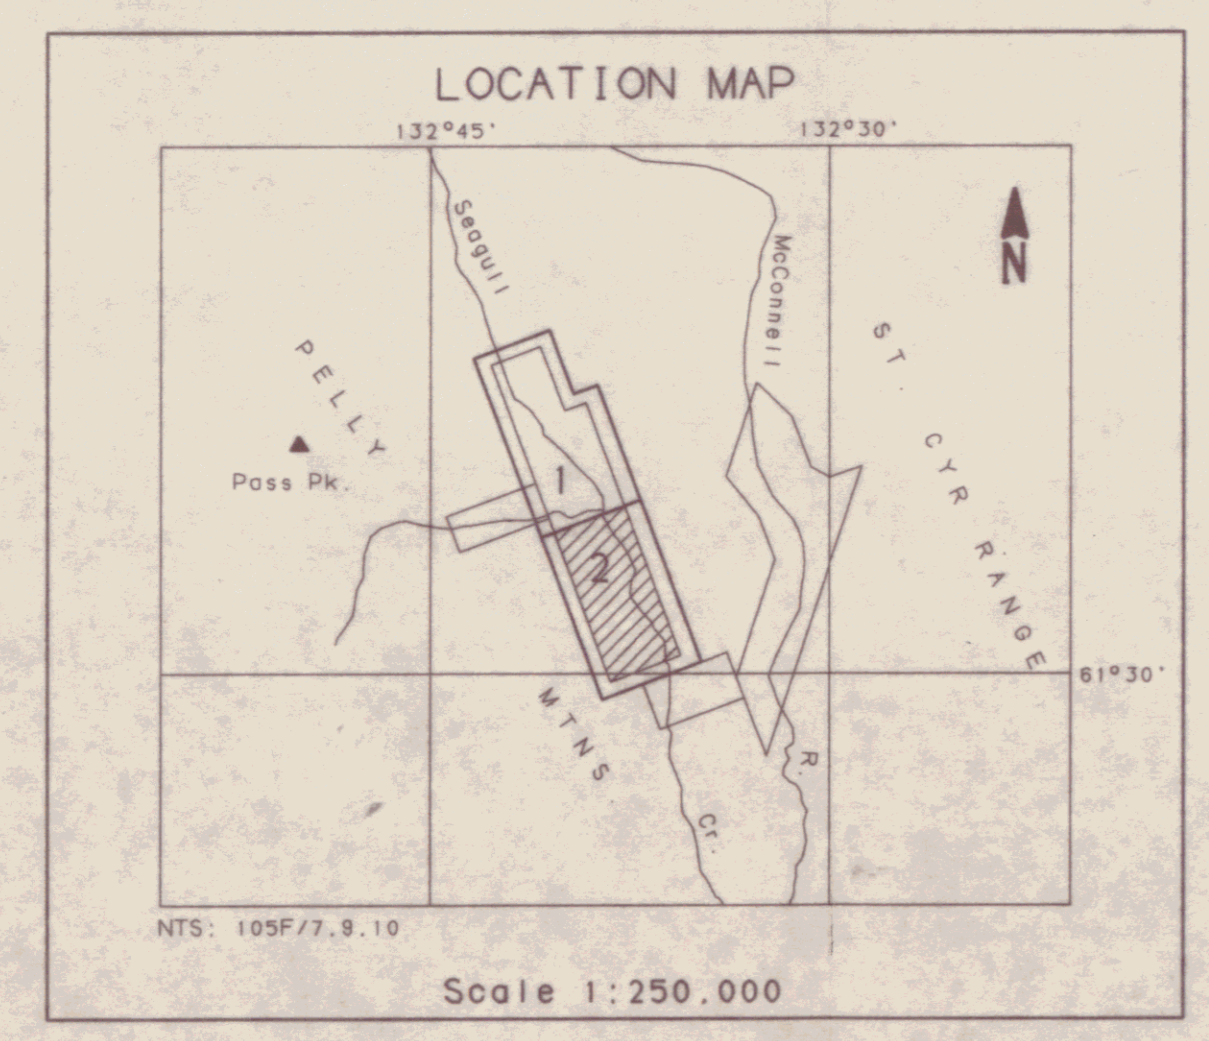 LOCATION MAP
132°45' 132°30'
N
Seagull
McConnell
PELLY
ST. CYR RANGE
Pass Pk.
1
2
61°30'
MTNS
R.
Cr.
NTS: 105F/7.9.10
Scale 1:250.000